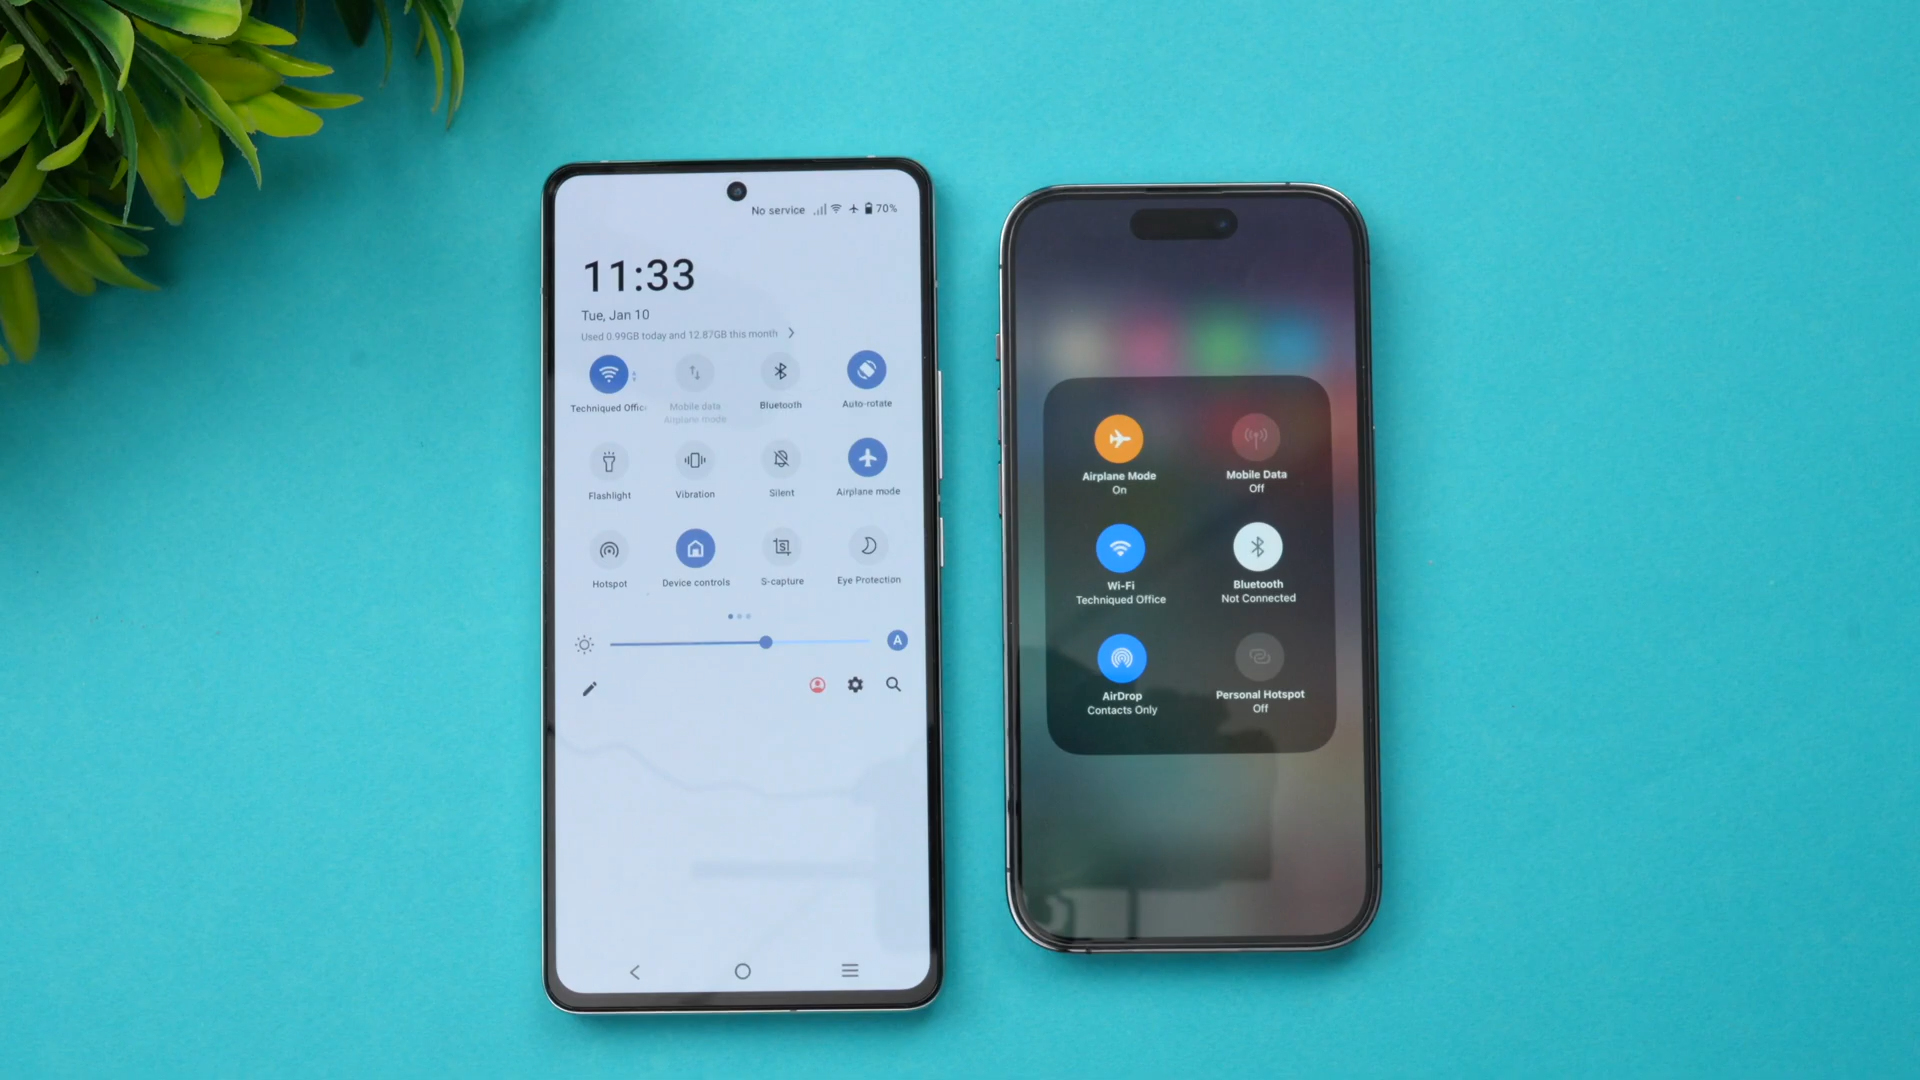 No service 70%
11:33
Tue, Jan 10
Used 0.99GB today and 12.87GB this month
Techniqued Offic
Mobile data
Airplane mode
Bluetooth
Auto-rotate
Flashlight
Vibration
Silent
Airplane mode
Hotspot
Device controls
S-capture
Eye Protection
A
Airplane Mode
On
Mobile Data
Off
Wi-Fi
Techniqued Office
Bluetooth
Not Connected
AirDrop
Contacts Only
Personal Hotspot
Off